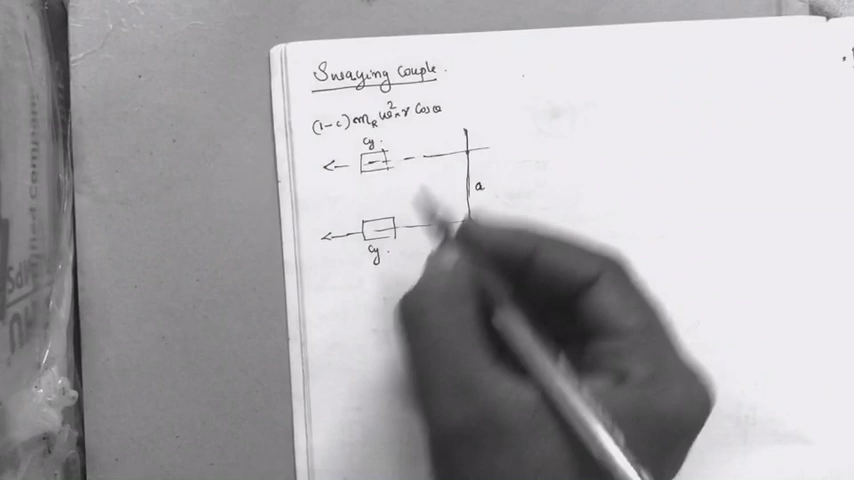 Swaying Couple.
(1-c) m_R ω² × r Cos θ
Cy.
a
Cy.